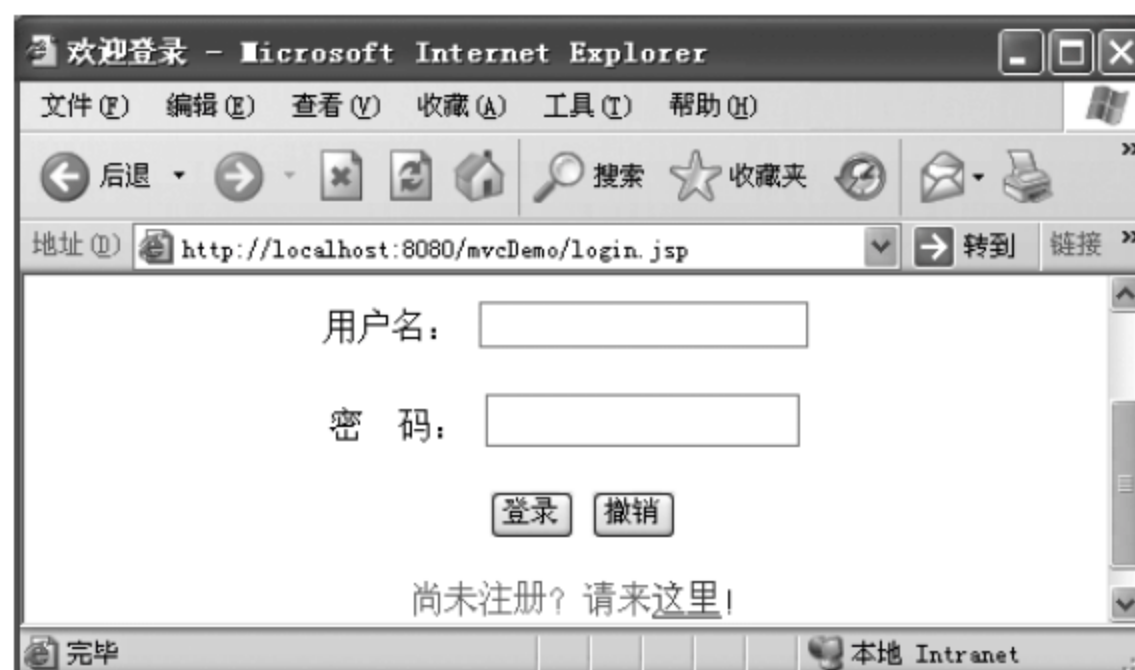 欢迎登录 - Microsoft Internet Explorer
文件(F) 编辑(E) 查看(V) 收藏(A) 工具(T) 帮助(H)
后退 搜索 收藏夹 »
地址(D) http://localhost:8080/mvcDemo/login.jsp 转到 链接 »
用户名：
密 码：
登录 撤销
尚未注册？请来这里！
完毕 本地 Intranet